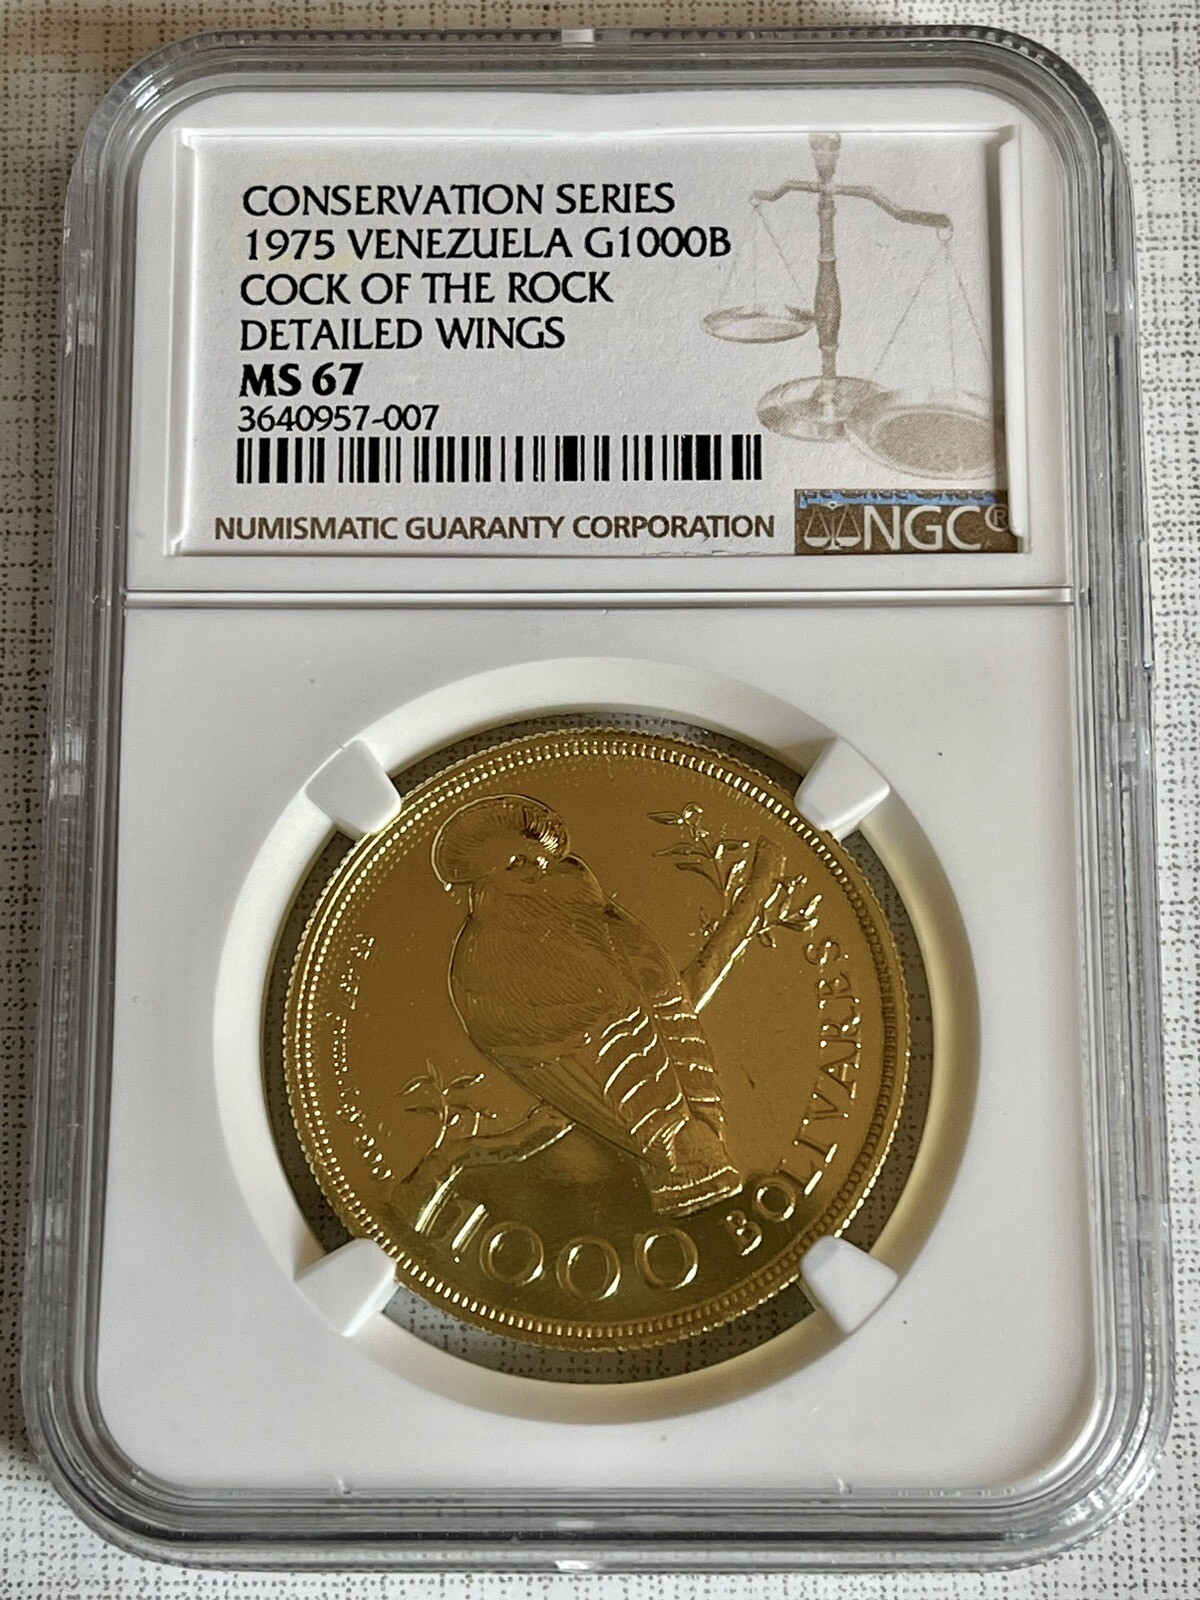 CONSERVATION SERIES
1975 VENEZUELA G1000B
COCK OF THE ROCK
DETAILED WINGS
MS 67
3640957-007
NUMISMATIC GUARANTY CORPORATION
NGC®
1000 BOLIVARES